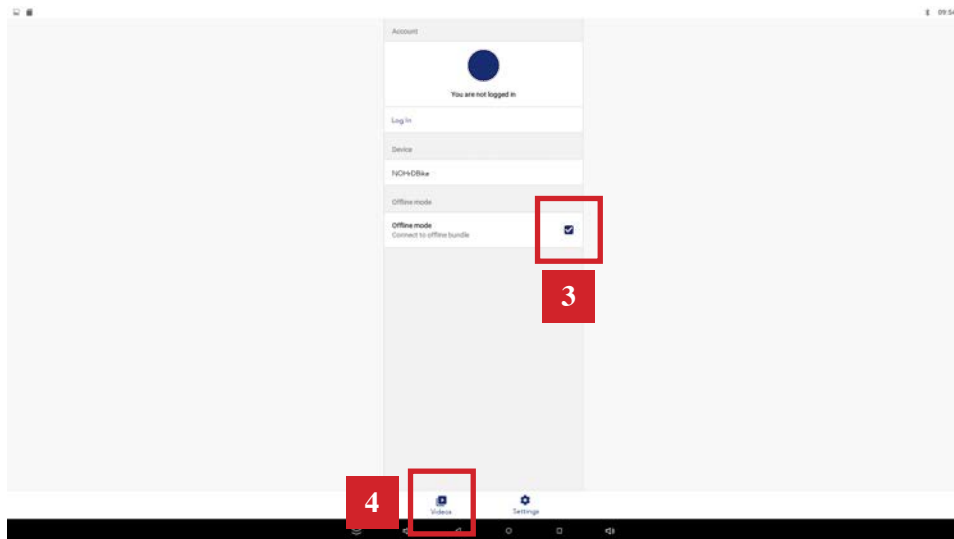 09:56
Account
You are not logged in
Log In
Device
NOHrDBike
Offline mode
Offline mode
Connect to offline bundle
3
4
Videos
Settings